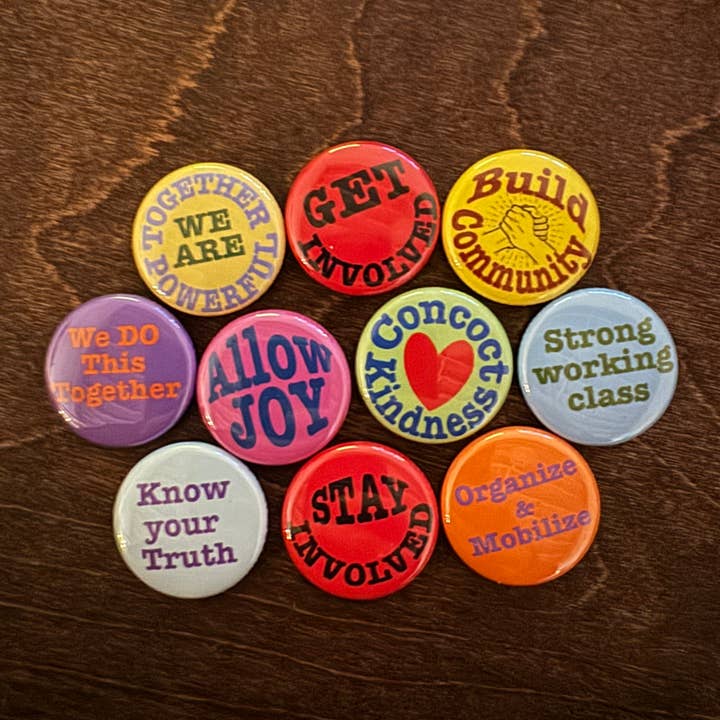 TOGETHER
WE
ARE
POWERFUL
GET
INVOLVED
Build
Community
We DO
This
Together
Allow
JOY
Concoct
Kindness
Strong
working
class
Know
your
Truth
STAY
INVOLVED
Organize
&
Mobilize